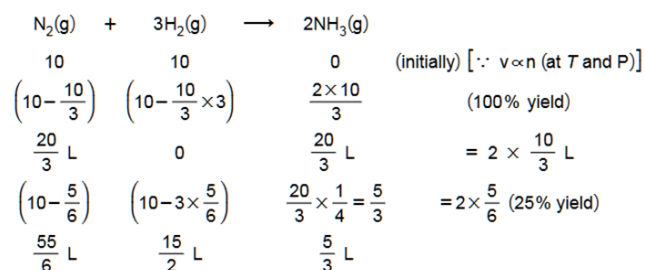 N₂(g) + 3H₂(g) ⟶ 2NH₃(g)
10 10 0 (initially) [∵ v∝n (at T and P)]
(10−10/3) (10−10/3×3) 2×10/3 (100% yield)
20/3 L 0 20/3 L = 2 × 10/3 L
(10−5/6) (10−3×5/6) 20/3×1/4=5/3 =2×5/6 (25% yield)
55/6 L 15/2 L 5/3 L